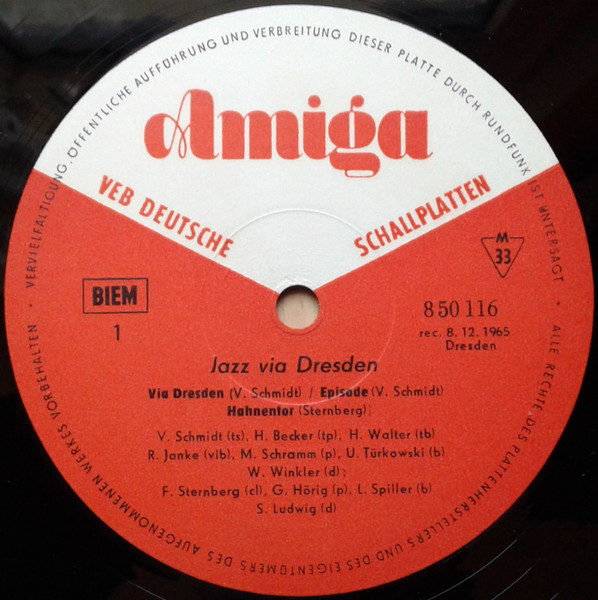 VERVIELFÄLTIGUNG, ÖFFENTLICHE AUFFÜHRUNG UND VERBREITUNG DIESER PLATTE DURCH RUNDFUNK IST UNTERSAGT • ALLE RECHTE DES PLATTENHERSTELLERS UND DES EIGENTÜMERS DES AUFGENOMMENEN WERKES VORBEHALTEN •
Amiga
VEB DEUTSCHE SCHALLPLATTEN
BIEM
1
M
33
850 116
rec. 8. 12. 1965
Dresden
Jazz via Dresden
Via Dresden (V. Schmidt) / Episode (V. Schmidt)
Hahnentor (Sternberg)
V. Schmidt (ts), H. Becker (tp), H. Walter (tb)
R. Janke (vib), M. Schramm (p), U. Türkowski (b)
W. Winkler (d) ;
F. Sternberg (cl), G. Hörig (p), L. Spiller (b)
S. Ludwig (d)